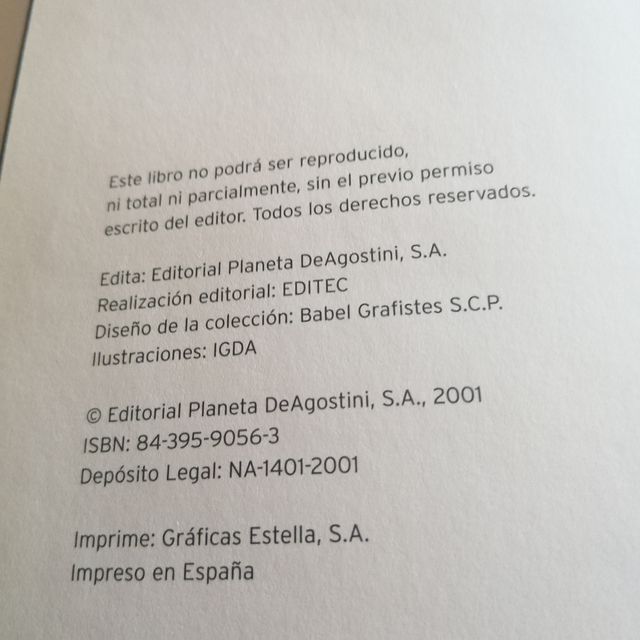 Este libro no podrá ser reproducido,
ni total ni parcialmente, sin el previo permiso
escrito del editor. Todos los derechos reservados.
Edita: Editorial Planeta DeAgostini, S.A.
Realización editorial: EDITEC
Diseño de la colección: Babel Grafistes S.C.P.
Ilustraciones: IGDA
© Editorial Planeta DeAgostini, S.A., 2001
ISBN: 84-395-9056-3
Depósito Legal: NA-1401-2001
Imprime: Gráficas Estella, S.A.
Impreso en España